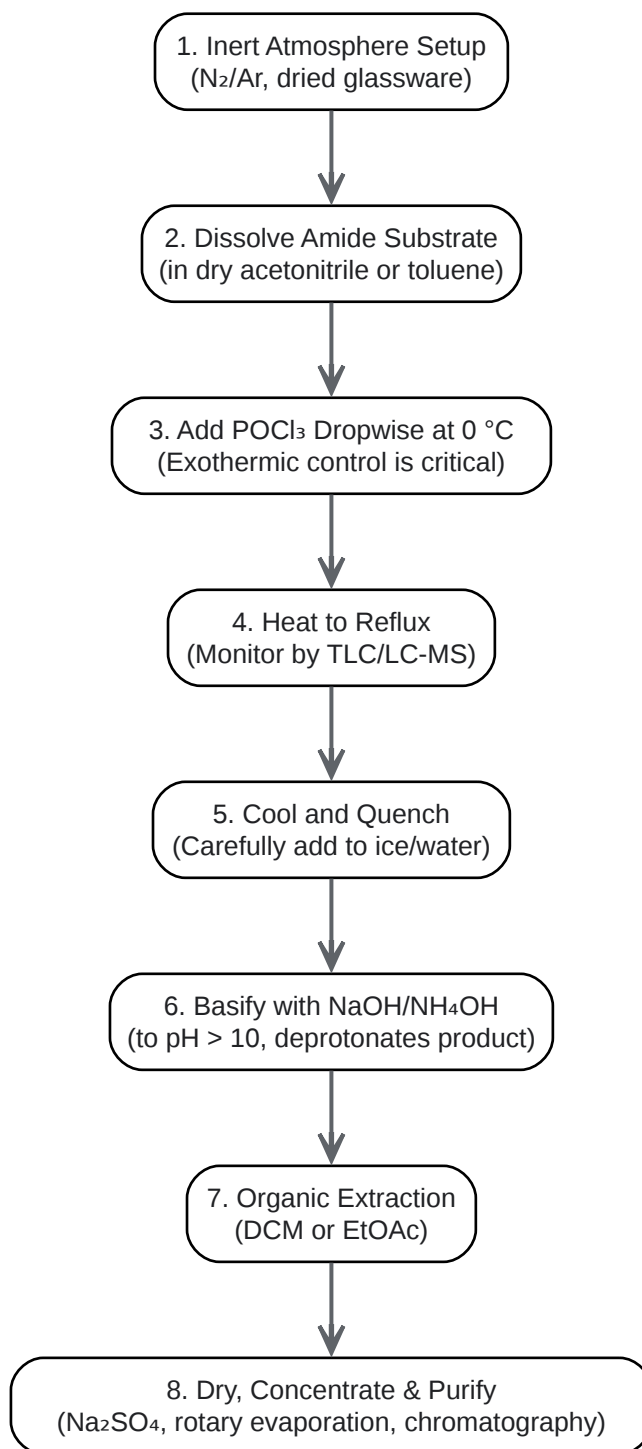 1. Inert Atmosphere Setup
(N₂/Ar, dried glassware)
2. Dissolve Amide Substrate
(in dry acetonitrile or toluene)
3. Add POCl₃ Dropwise at 0 °C
(Exothermic control is critical)
4. Heat to Reflux
(Monitor by TLC/LC-MS)
5. Cool and Quench
(Carefully add to ice/water)
6. Basify with NaOH/NH₄OH
(to pH > 10, deprotonates product)
7. Organic Extraction
(DCM or EtOAc)
8. Dry, Concentrate & Purify
(Na₂SO₄, rotary evaporation, chromatography)